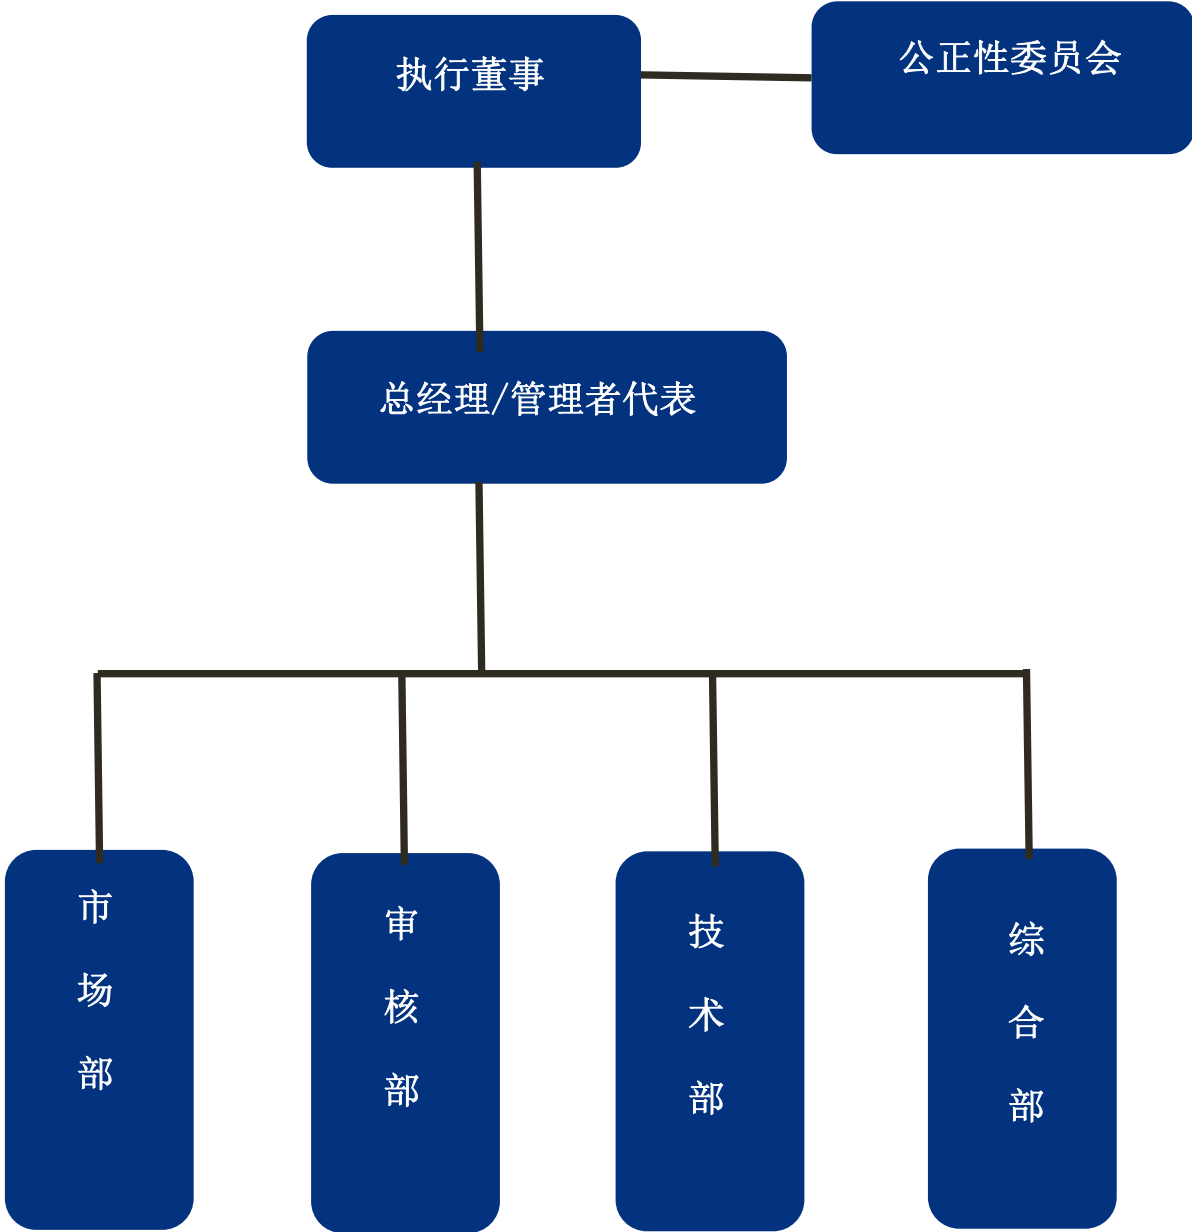 执行董事
公正性委员会
总经理/管理者代表
市
场
部
审
核
部
技
术
部
综
合
部